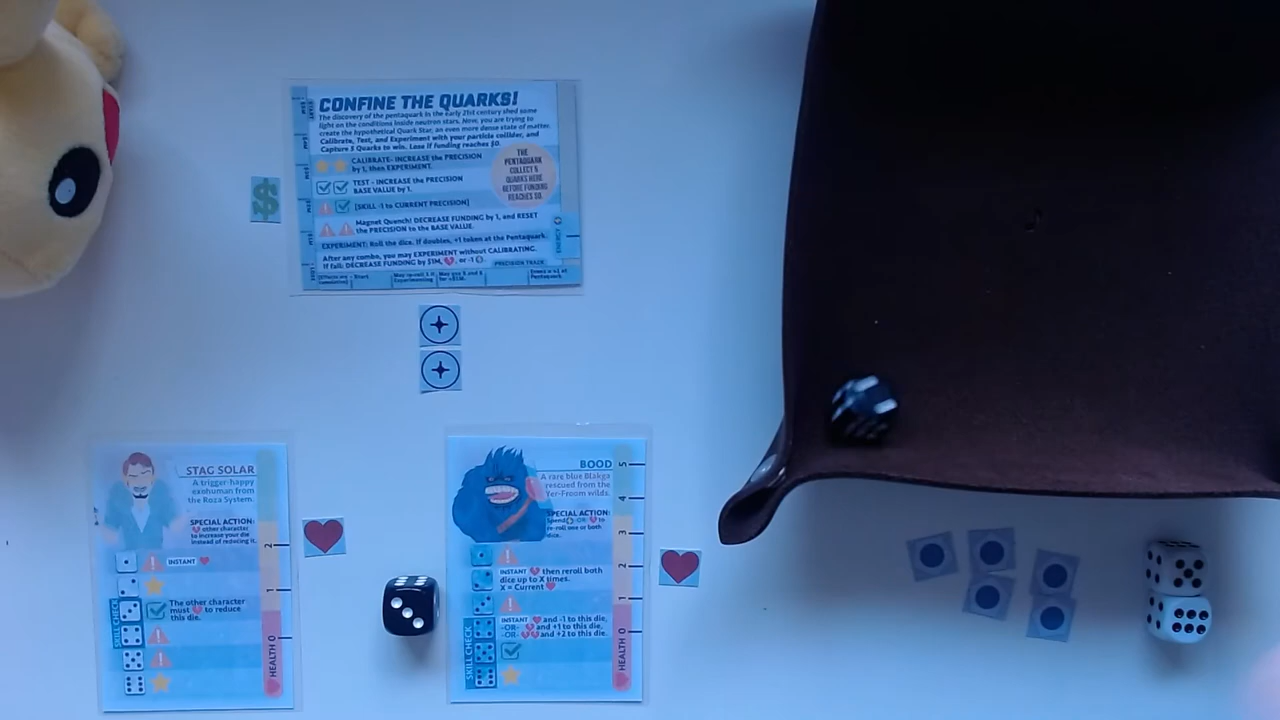 CONFINE THE QUARKS!
The discovery of the pentaquark in the early 21st century shed some
light on the conditions inside neutron stars. Now, you are trying to
create the hypothetical Quark Star, an even more dense state of matter.
Calibrate, Test, and Experiment with your particle collider, and
Capture 5 Quarks to win. Lose if funding reaches $0.
CALIBRATE- INCREASE the PRECISION
by 1, then EXPERIMENT.
TEST - INCREASE the PRECISION
BASE VALUE by 1.
[SKILL -1 to CURRENT PRECISION]
Magnet Quench! DECREASE FUNDING by 1, and RESET
the PRECISION to the BASE VALUE.
EXPERIMENT: Roll the dice. If doubles, +1 taken at the Pentaquark.
After any combo, you may EXPERIMENT without CALIBRATING.
If fail: DECREASE FUNDING by $1M, , or -1
THE
PENTAQUARK
COLLECT 5
QUARKS HERE
BEFORE FUNDING
REACHES $0.
ENERGY
PRECISION TRACK
Start
$
STAG SOLAR
A trigger-happy
exohuman from
the Roza System.
SPECIAL ACTION:
other character
to increase your die
instead of reducing it.
INSTANT
SKILL CHECK
The other character
must to reduce
this die.
2
1
HEALTH 0
BOOD
A rare blue Blakga
rescued from the
Yer-Froom wilds.
SPECIAL ACTION:
Spend -OR- to
re-roll one or both
dice.
INSTANT then reroll both
dice up to X times.
X = Current
INSTANT and -1 to this die,
-OR- and +1 to this die,
-OR- and +2 to this die.
SKILL CHECK
5
4
3
2
1
HEALTH 0